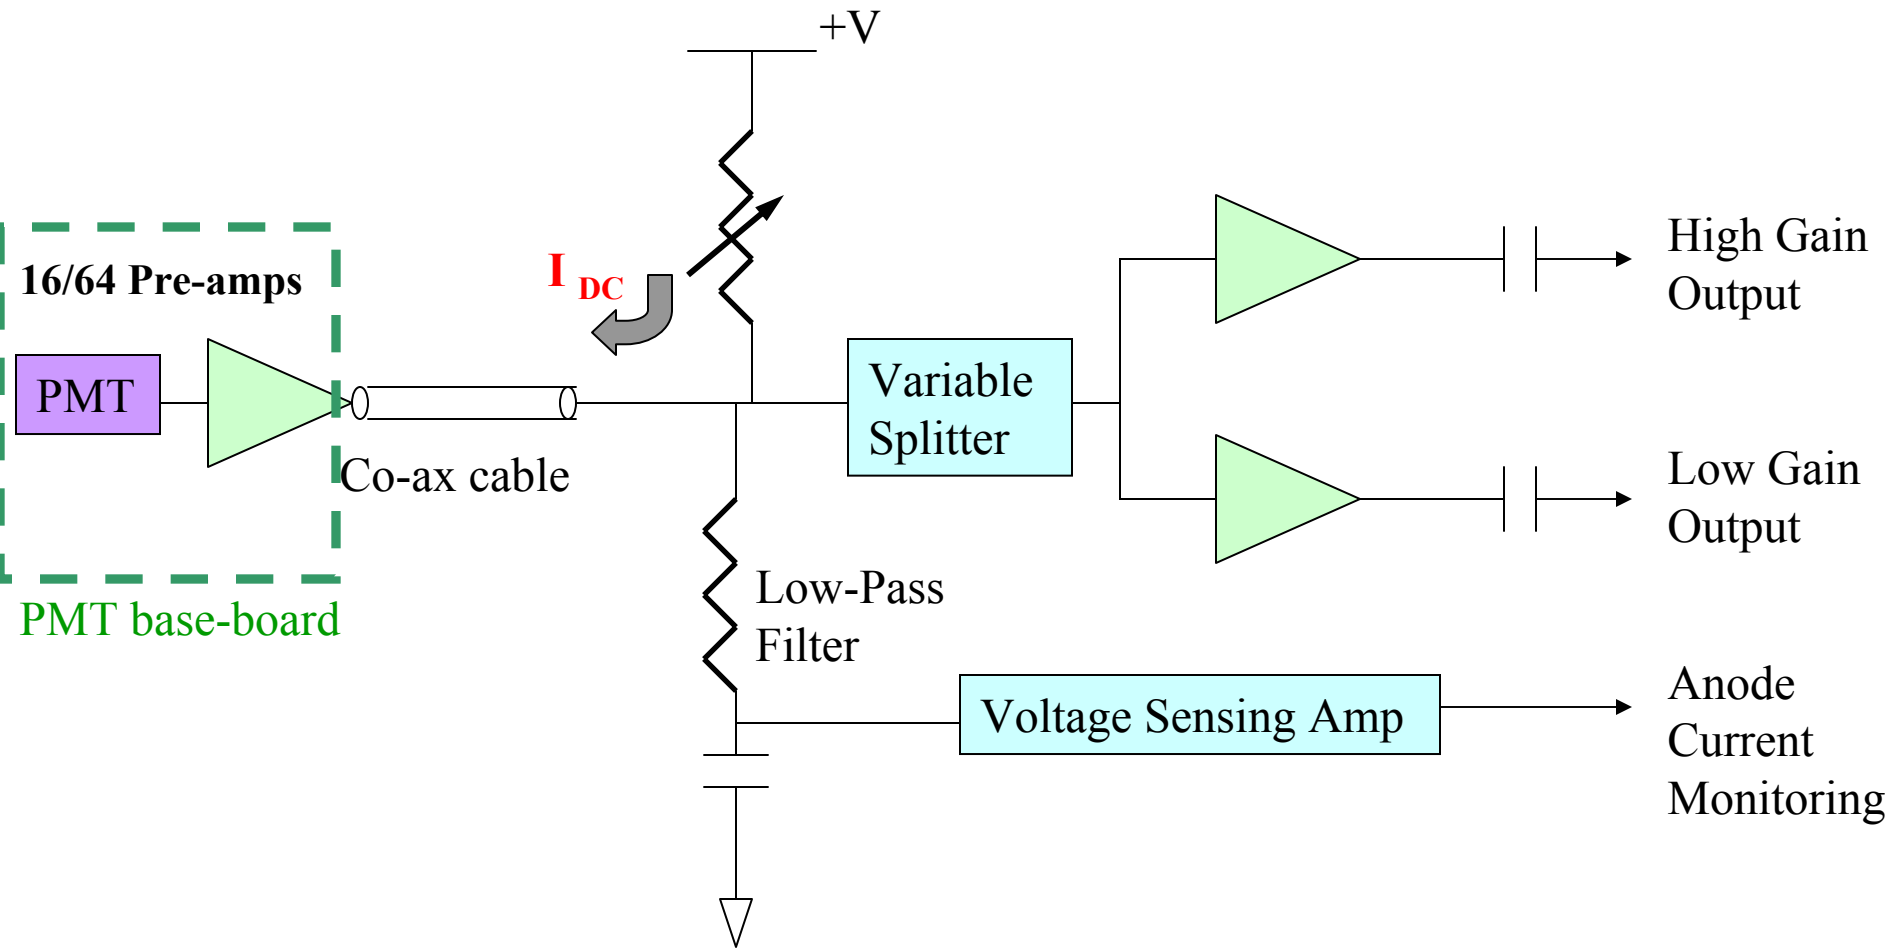 +V
High Gain
Output
16/64 Pre-amps
I DC
PMT
Variable
Splitter
Co-ax cable
Low Gain
Output
PMT base-board
Low-Pass
Filter
Voltage Sensing Amp
Anode
Current
Monitoring